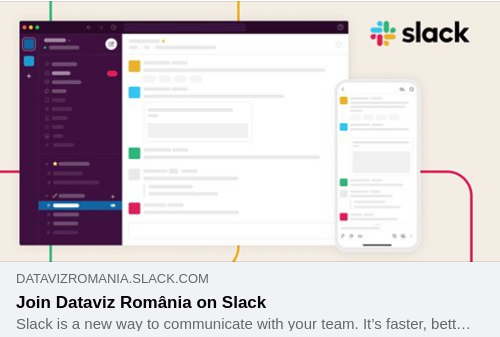 slack
DATAVIZROMANIA.SLACK.COM
Join Dataviz România on Slack
Slack is a new way to communicate with your team. It’s faster, bett…